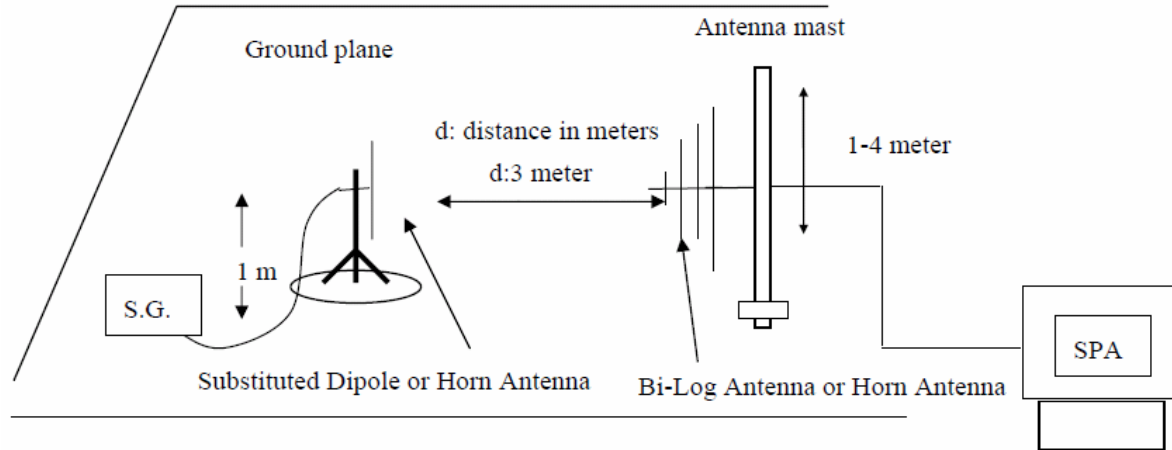 Antenna mast
Ground plane
d: distance in meters
1-4 meter
d:3 meter
1 m
S.G.
SPA
Substituted Dipole or Horn Antenna
Bi-Log Antenna or Horn Antenna